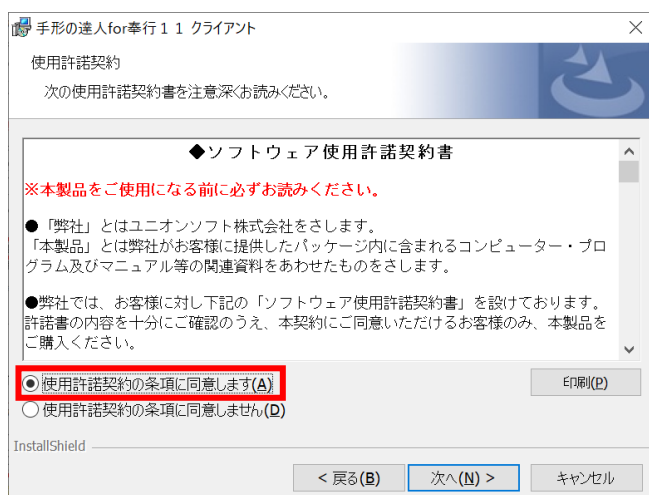 手形の達人for奉行11 クライアント
使用許諾契約
次の使用許諾契約書を注意深くお読みください。
◆ソフトウェア使用許諾契約書
※本製品をご使用になる前に必ずお読みください。
●「弊社」とはユニオンソフト株式会社をさします。
「本製品」とは弊社がお客様に提供したパッケージ内に含まれるコンピューター・プロ
グラム及びマニュアル等の関連資料をあわせたものをさします。
●弊社では、お客様に対し下記の「ソフトウェア使用許諾契約書」を設けております。
許諾書の内容を十分にご確認のうえ、本契約にご同意いただけるお客様のみ、本製品を
ご購入ください。
使用許諾契約の条項に同意します(A)
印刷(P)
使用許諾契約の条項に同意しません(D)
InstallShield
< 戻る(B)
次へ(N) >
キャンセル